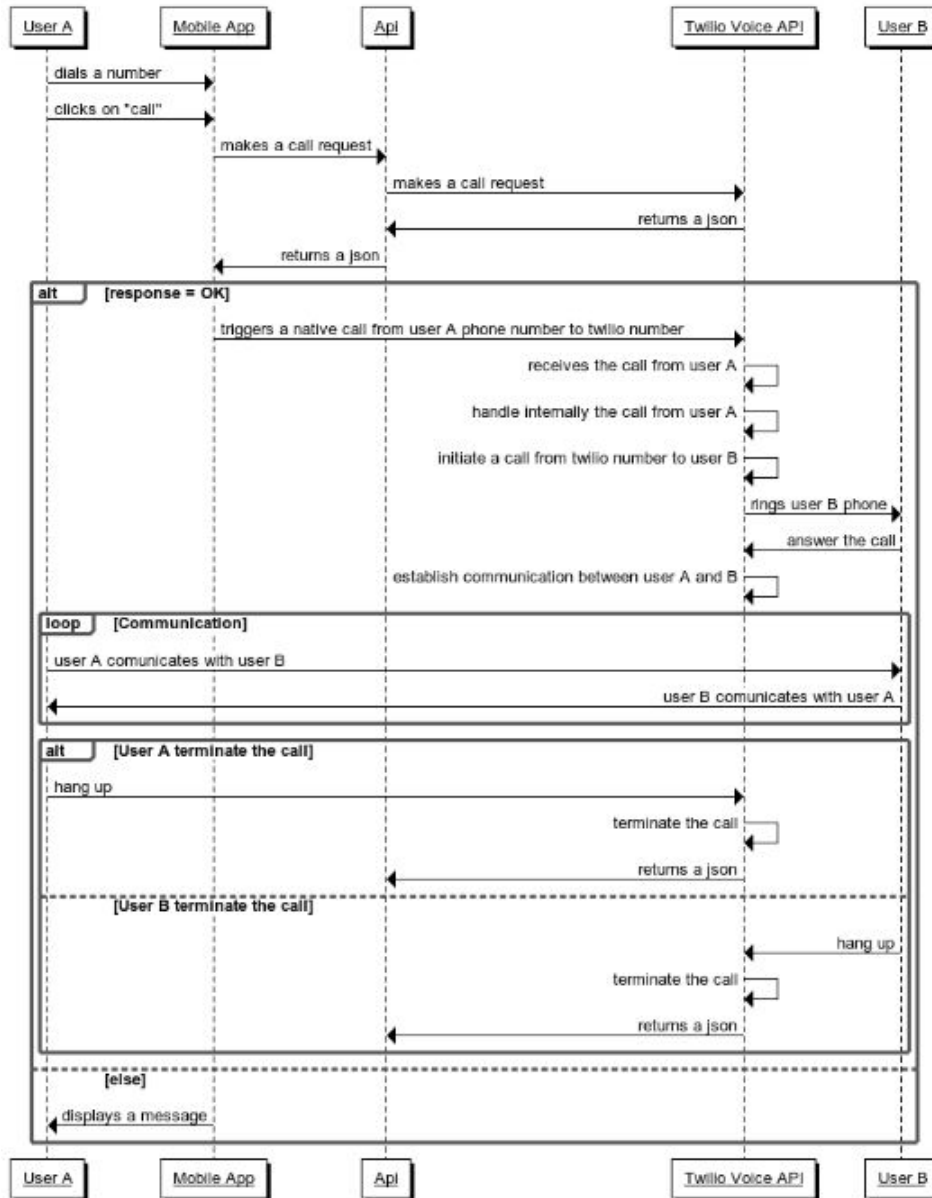 User A Mobile App Api Twilio Voice API User B
dials a number
clicks on "call"
makes a call request
makes a call request
returns a json
returns a json
alt [response = OK]
triggers a native call from user A phone number to twilio number
receives the call from user A
handle internally the call from user A
initiate a call from twilio number to user B
rings user B phone
answer the call
establish communication between user A and B
loop [Communication]
user A comunicates with user B
user B comunicates with user A
alt [User A terminate the call]
hang up
terminate the call
returns a json
[User B terminate the call]
hang up
terminate the call
returns a json
[else]
displays a message
User A Mobile App Api Twilio Voice API User B